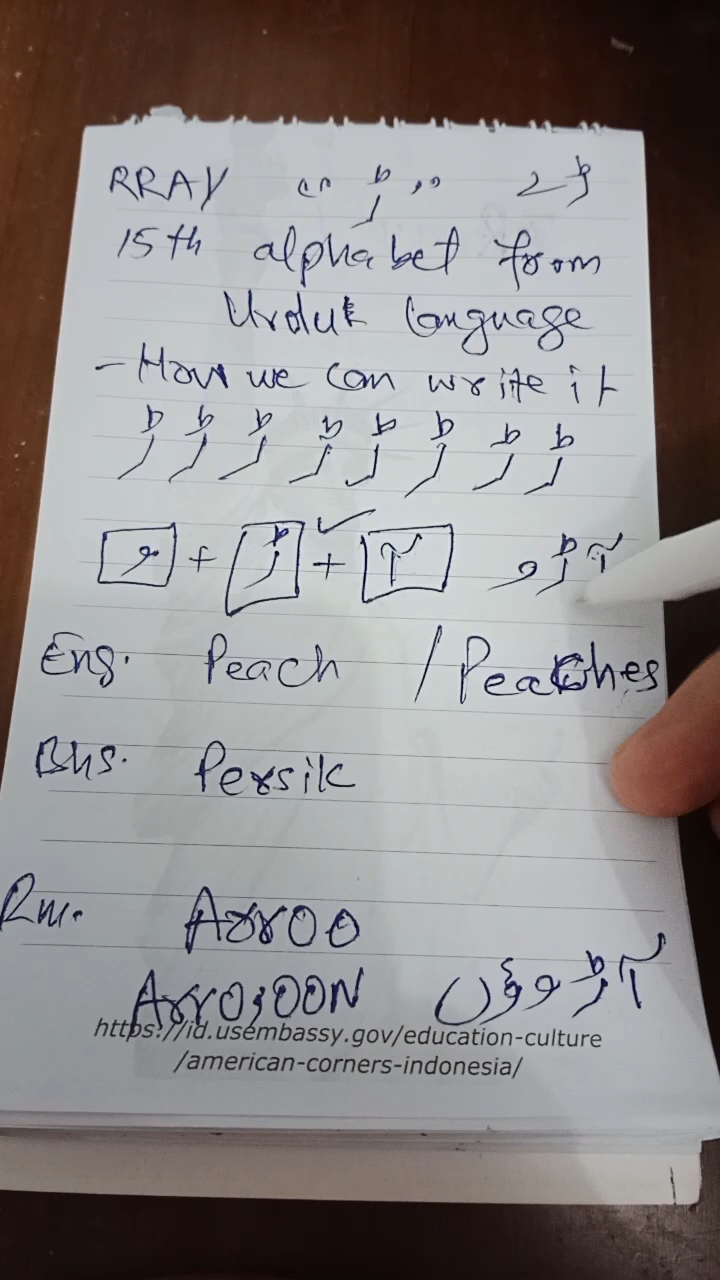 RRAY “ ڑ ” ڑے
15th alphabet from
Urduk language
- How we can write it
ڑ ڑ ڑ ڑ ڑ ڑ ڑ ڑ
و + ڑ + آ آڑو
Eng. Peach / Peaches
Bhs. Persik
Rm. Arroo
Arro,ooN آڑوؤں
https://id.usembassy.gov/education-culture
/american-corners-indonesia/